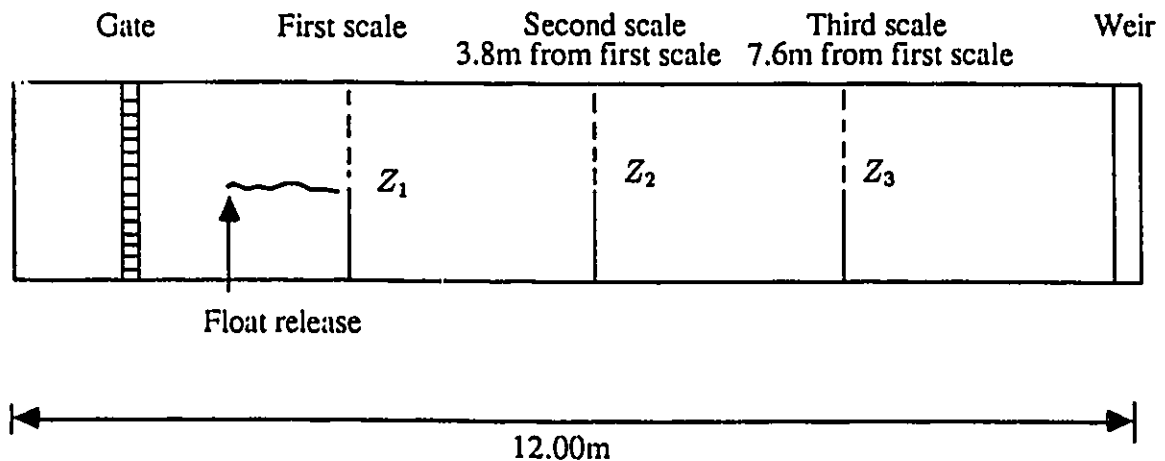 Gate
First scale
Second scale
3.8m from first scale
Third scale
7.6m from first scale
Weir
Z1
Z2
Z3
Float release
12.00m